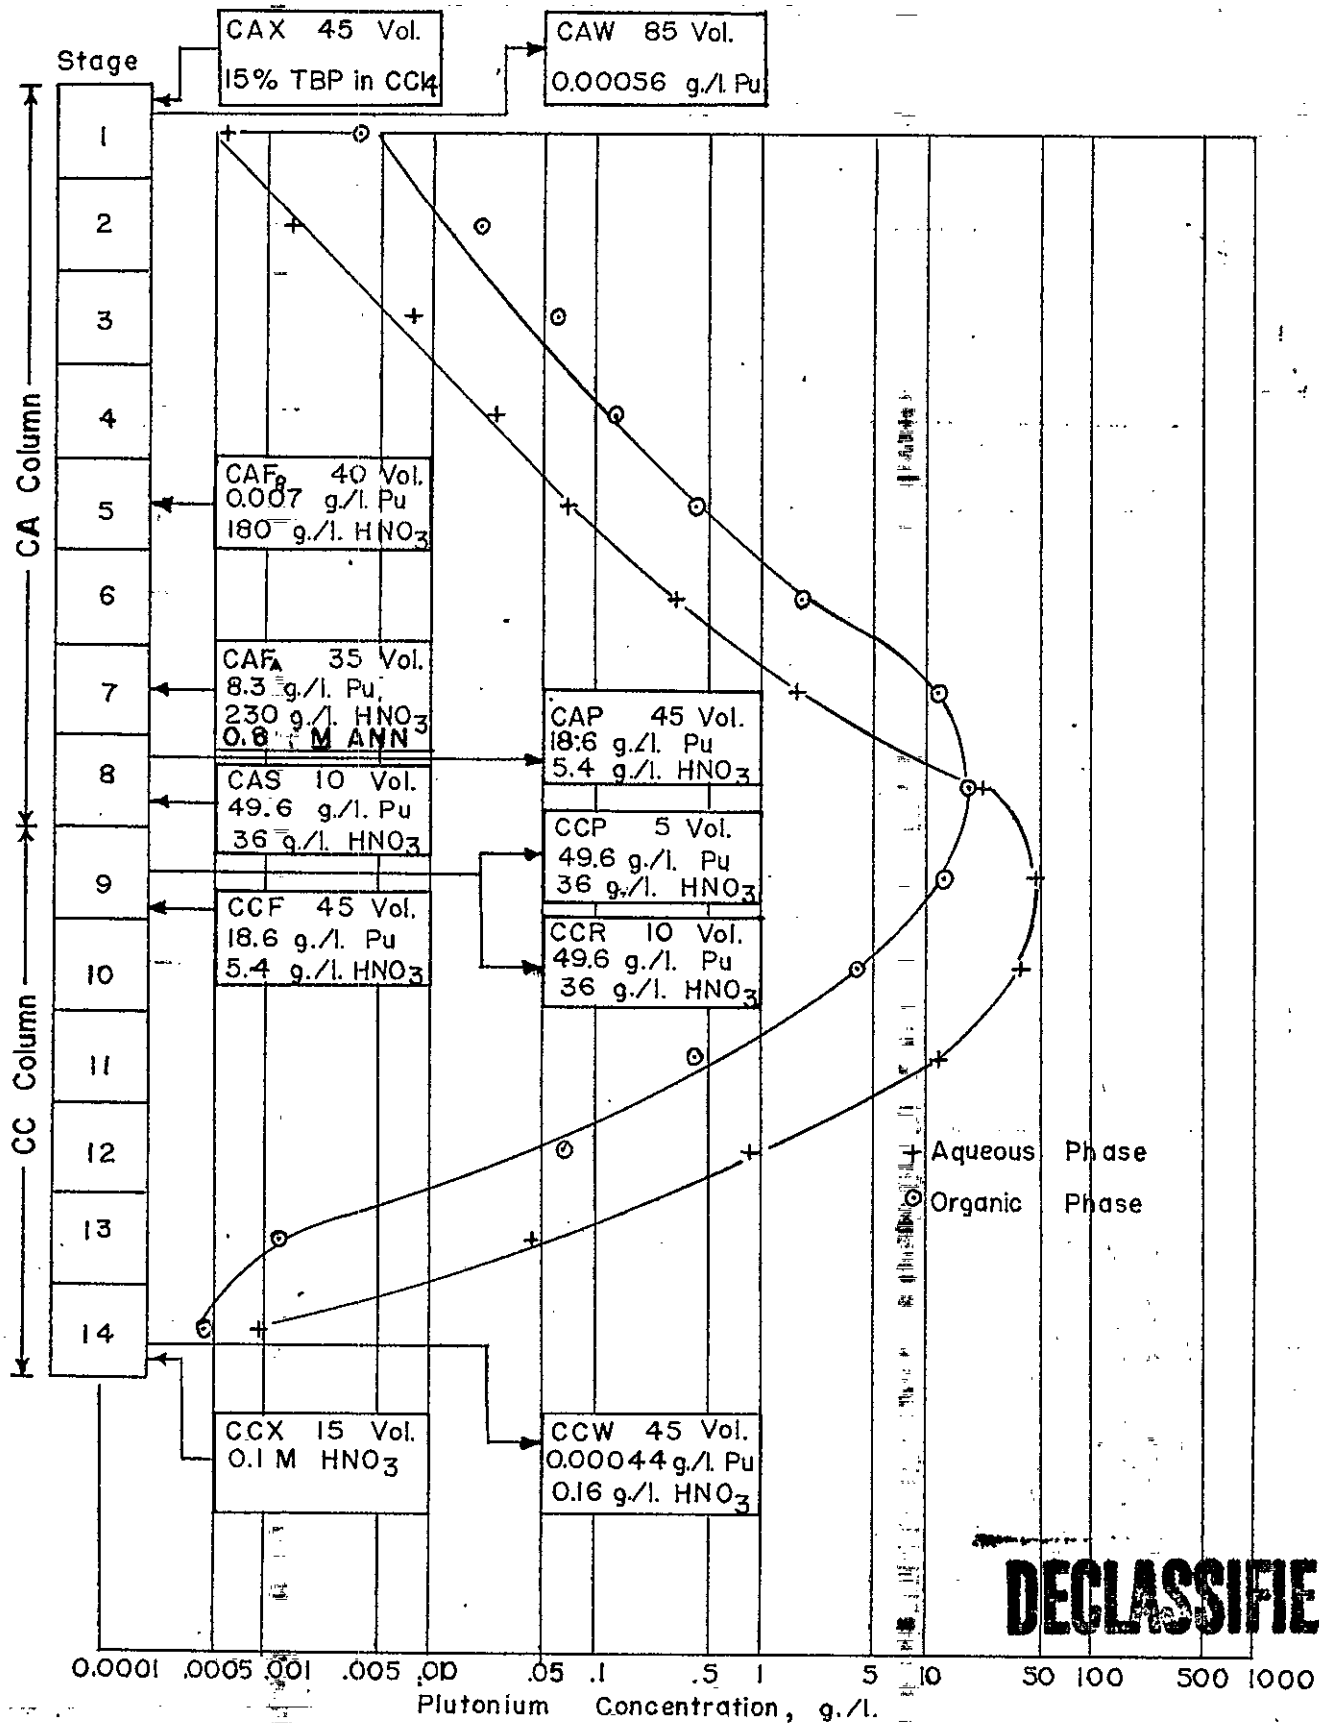 CAX 45 Vol.
15% TBP in CCl4
CAW 85 Vol.
0.00056 g/l. Pu
Stage
1
2
3
4
5
6
7
8
9
10
11
12
13
14
CA Column
CC Column
CAFB 40 Vol.
0.007 g./l. Pu
180 g./l. HNO3
CAFA 35 Vol.
8.3 g./l. Pu
230 g./l. HNO3
0.8 M ANN
CAS 10 Vol.
49.6 g./l. Pu
36 g./l. HNO3
CCF 45 Vol.
18.6 g./l. Pu
5.4 g./l. HNO3
CAP 45 Vol.
18.6 g./l. Pu
5.4 g./l. HNO3
CCP 5 Vol.
49.6 g./l. Pu
36 g./l. HNO3
CCR 10 Vol.
49.6 g./l. Pu
36 g./l. HNO3
+ Aqueous Phase
⊙ Organic Phase
CCX 15 Vol.
0.1 M HNO3
CCW 45 Vol.
0.00044 g./l. Pu
0.16 g./l. HNO3
DECLASSIFIE
0.0001 .0005 .001 .005 .010 .05 .1 .5 1 5 10 50 100 500 1000
Plutonium Concentration, g./l.